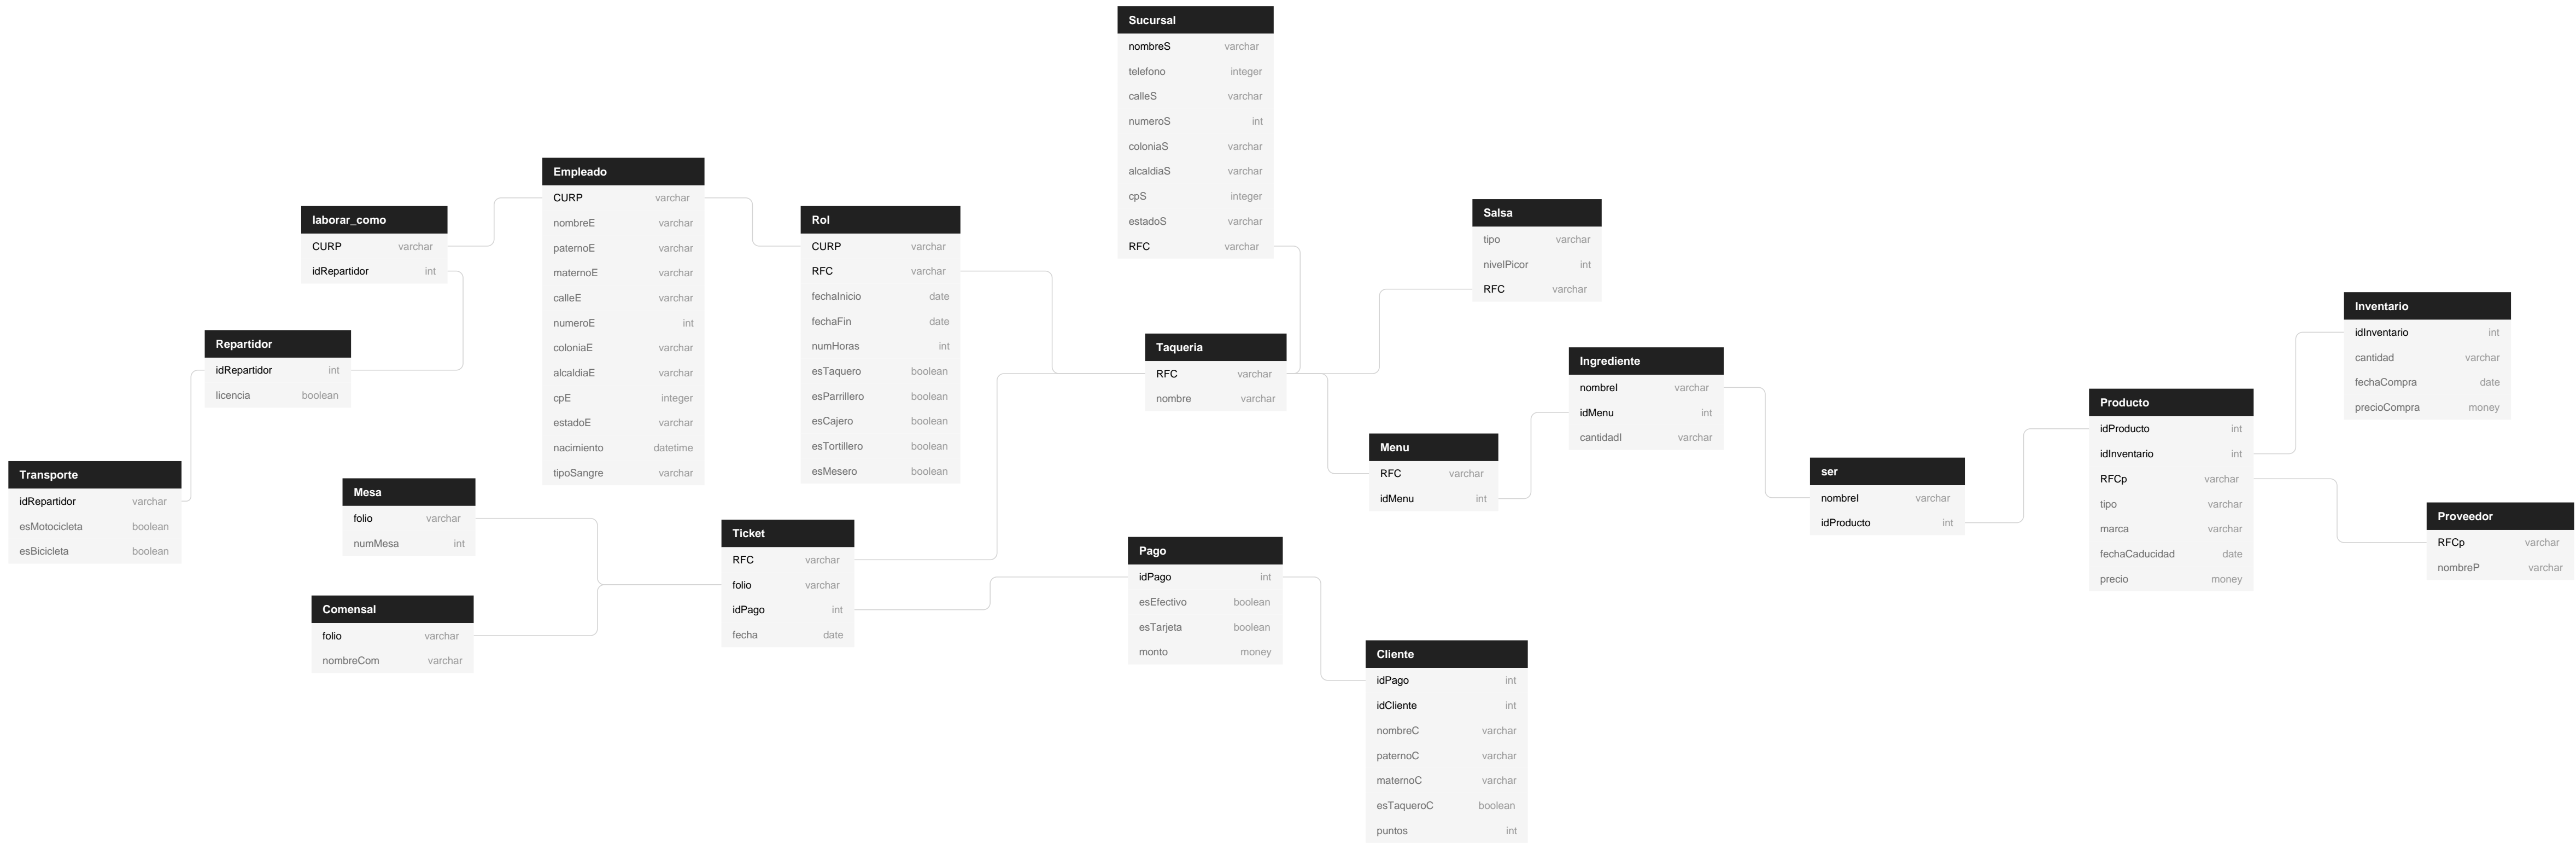 Sucursal
nombreS varchar
telefono integer
calleS varchar
numeroS int
coloniaS varchar
alcaldiaS varchar
cpS integer
estadoS varchar
RFC varchar
Empleado
CURP varchar
nombreE varchar
paternoE varchar
maternoE varchar
calleE varchar
numeroE int
coloniaE varchar
alcaldiaE varchar
cpE integer
estadoE varchar
nacimiento datetime
tipoSangre varchar
laborar_como
CURP varchar
idRepartidor int
Rol
CURP varchar
RFC varchar
fechaInicio date
fechaFin date
numHoras int
esTaquero boolean
esParrillero boolean
esCajero boolean
esTortillero boolean
esMesero boolean
Salsa
tipo varchar
nivelPicor int
RFC varchar
Inventario
idInventario int
cantidad varchar
fechaCompra date
precioCompra money
Repartidor
idRepartidor int
licencia boolean
Taqueria
RFC varchar
nombre varchar
Ingrediente
nombreI varchar
idMenu int
cantidadI varchar
Producto
idProducto int
idInventario int
RFCp varchar
tipo varchar
marca varchar
fechaCaducidad date
precio money
Menu
RFC varchar
idMenu int
ser
nombreI varchar
idProducto int
Transporte
idRepartidor varchar
esMotocicleta boolean
esBicicleta boolean
Mesa
folio varchar
numMesa int
Proveedor
RFCp varchar
nombreP varchar
Ticket
RFC varchar
folio varchar
idPago int
fecha date
Pago
idPago int
esEfectivo boolean
esTarjeta boolean
monto money
Comensal
folio varchar
nombreCom varchar
Cliente
idPago int
idCliente int
nombreC varchar
paternoC varchar
maternoC varchar
esTaqueroC boolean
puntos int